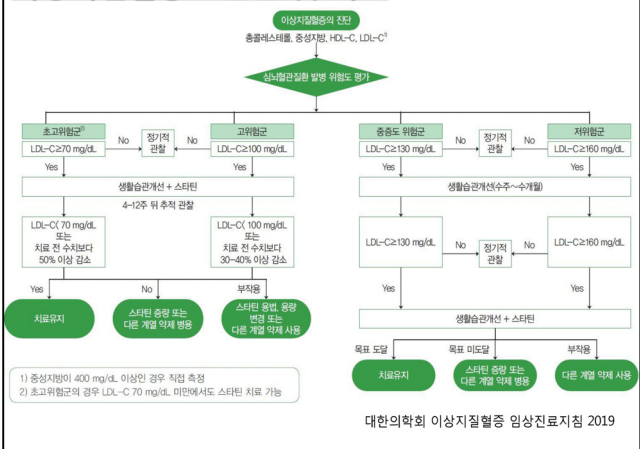 이상지질혈증의 진단
총콜레스테롤, 중성지방, HDL-C, LDL-C¹⁾
심뇌혈관질환 발병 위험도 평가
초고위험군²⁾
LDL-C≥70 mg/dL
No
정기적
관찰
No
고위험군
LDL-C≥100 mg/dL
중증도 위험군
LDL-C≥130 mg/dL
No
정기적
관찰
No
저위험군
LDL-C≥160 mg/dL
Yes
Yes
생활습관개선 + 스타틴
4-12주 뒤 추적 관찰
Yes
Yes
생활습관개선(수주~수개월)
LDL-C( 70 mg/dL
또는
치료 전 수치보다
50% 이상 감소
LDL-C( 100 mg/dL
또는
치료 전 수치보다
30-40% 이상 감소
LDL-C≥130 mg/dL
No
정기적
관찰
No
LDL-C≥160 mg/dL
Yes
No
부작용
치료유지
스타틴 증량 또는
다른 계열 약제 병용
스타틴 용법, 용량
변경 또는
다른 계열 약제 사용
Yes
Yes
생활습관개선 + 스타틴
목표 도달
목표 미도달
부작용
치료유지
스타틴 증량 또는
다른 계열 약제 병용
다른 계열 약제 사용
1) 중성지방이 400 mg/dL 이상인 경우 직접 측정
2) 초고위험군의 경우 LDL-C 70 mg/dL 미만에서도 스타틴 치료 가능
대한의학회 이상지질혈증 임상진료지침 2019